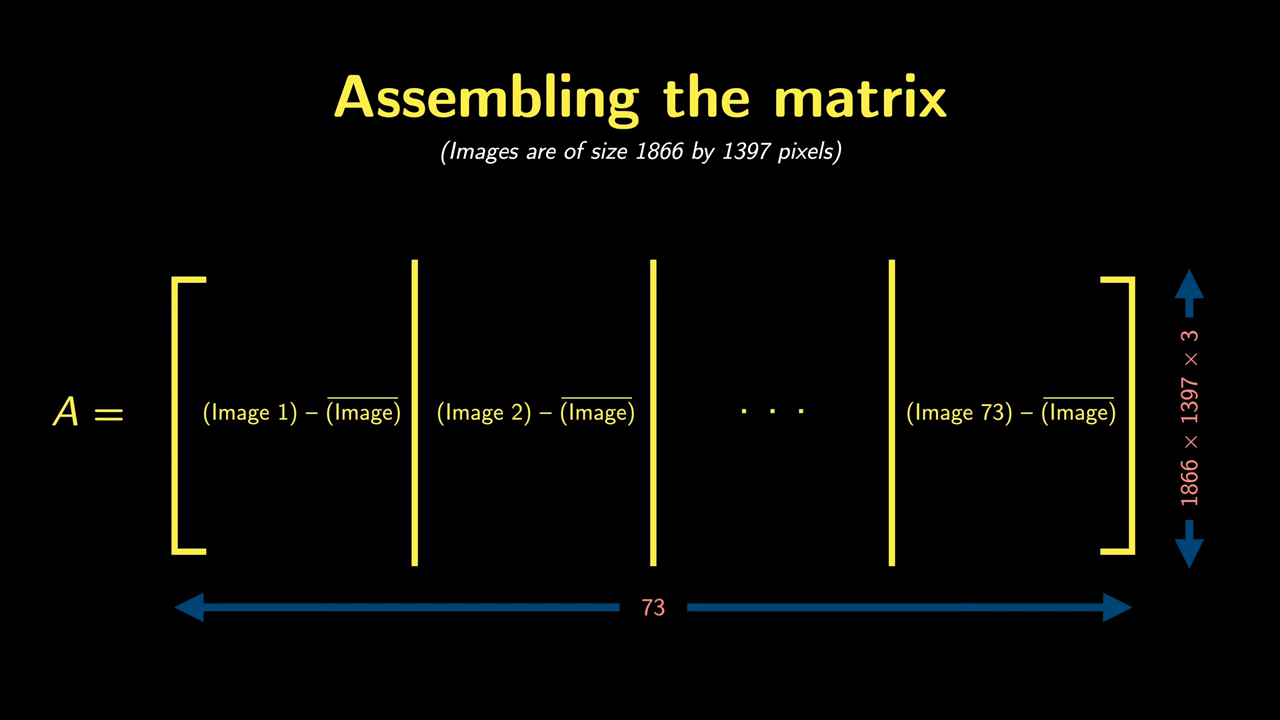 Assembling the matrix
(Images are of size 1866 by 1397 pixels)
A =
(Image 1) – (Image)
(Image 2) – (Image)
· · ·
(Image 73) – (Image)
1866 × 1397 × 3
73